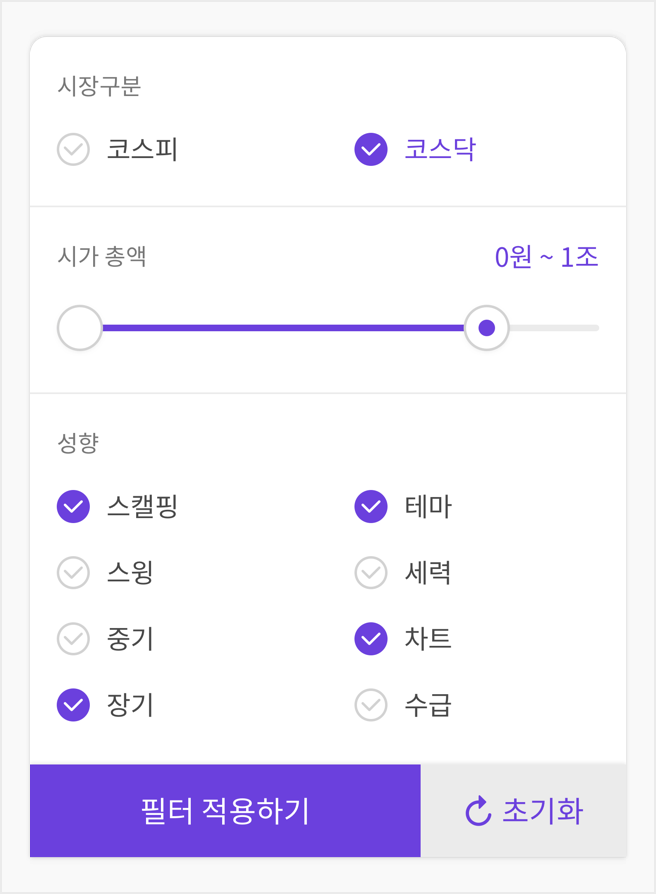 시장구분
코스피 코스닥
시가 총액 0원 ~ 1조
성향
스캘핑 테마
스윙 세력
중기 차트
장기 수급
필터 적용하기 초기화